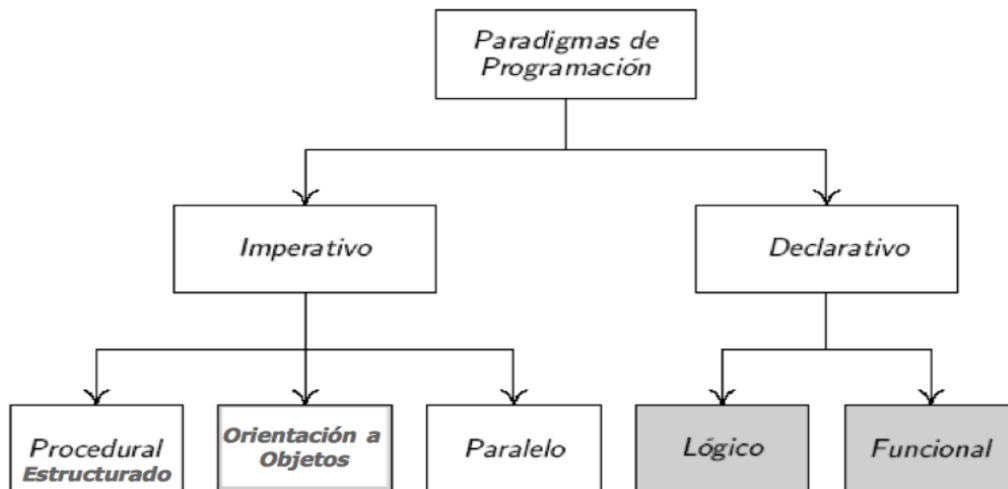 Paradigmas de
Programación
Imperativo
Declarativo
Procedural
Estructurado
Orientación a
Objetos
Paralelo
Lógico
Funcional